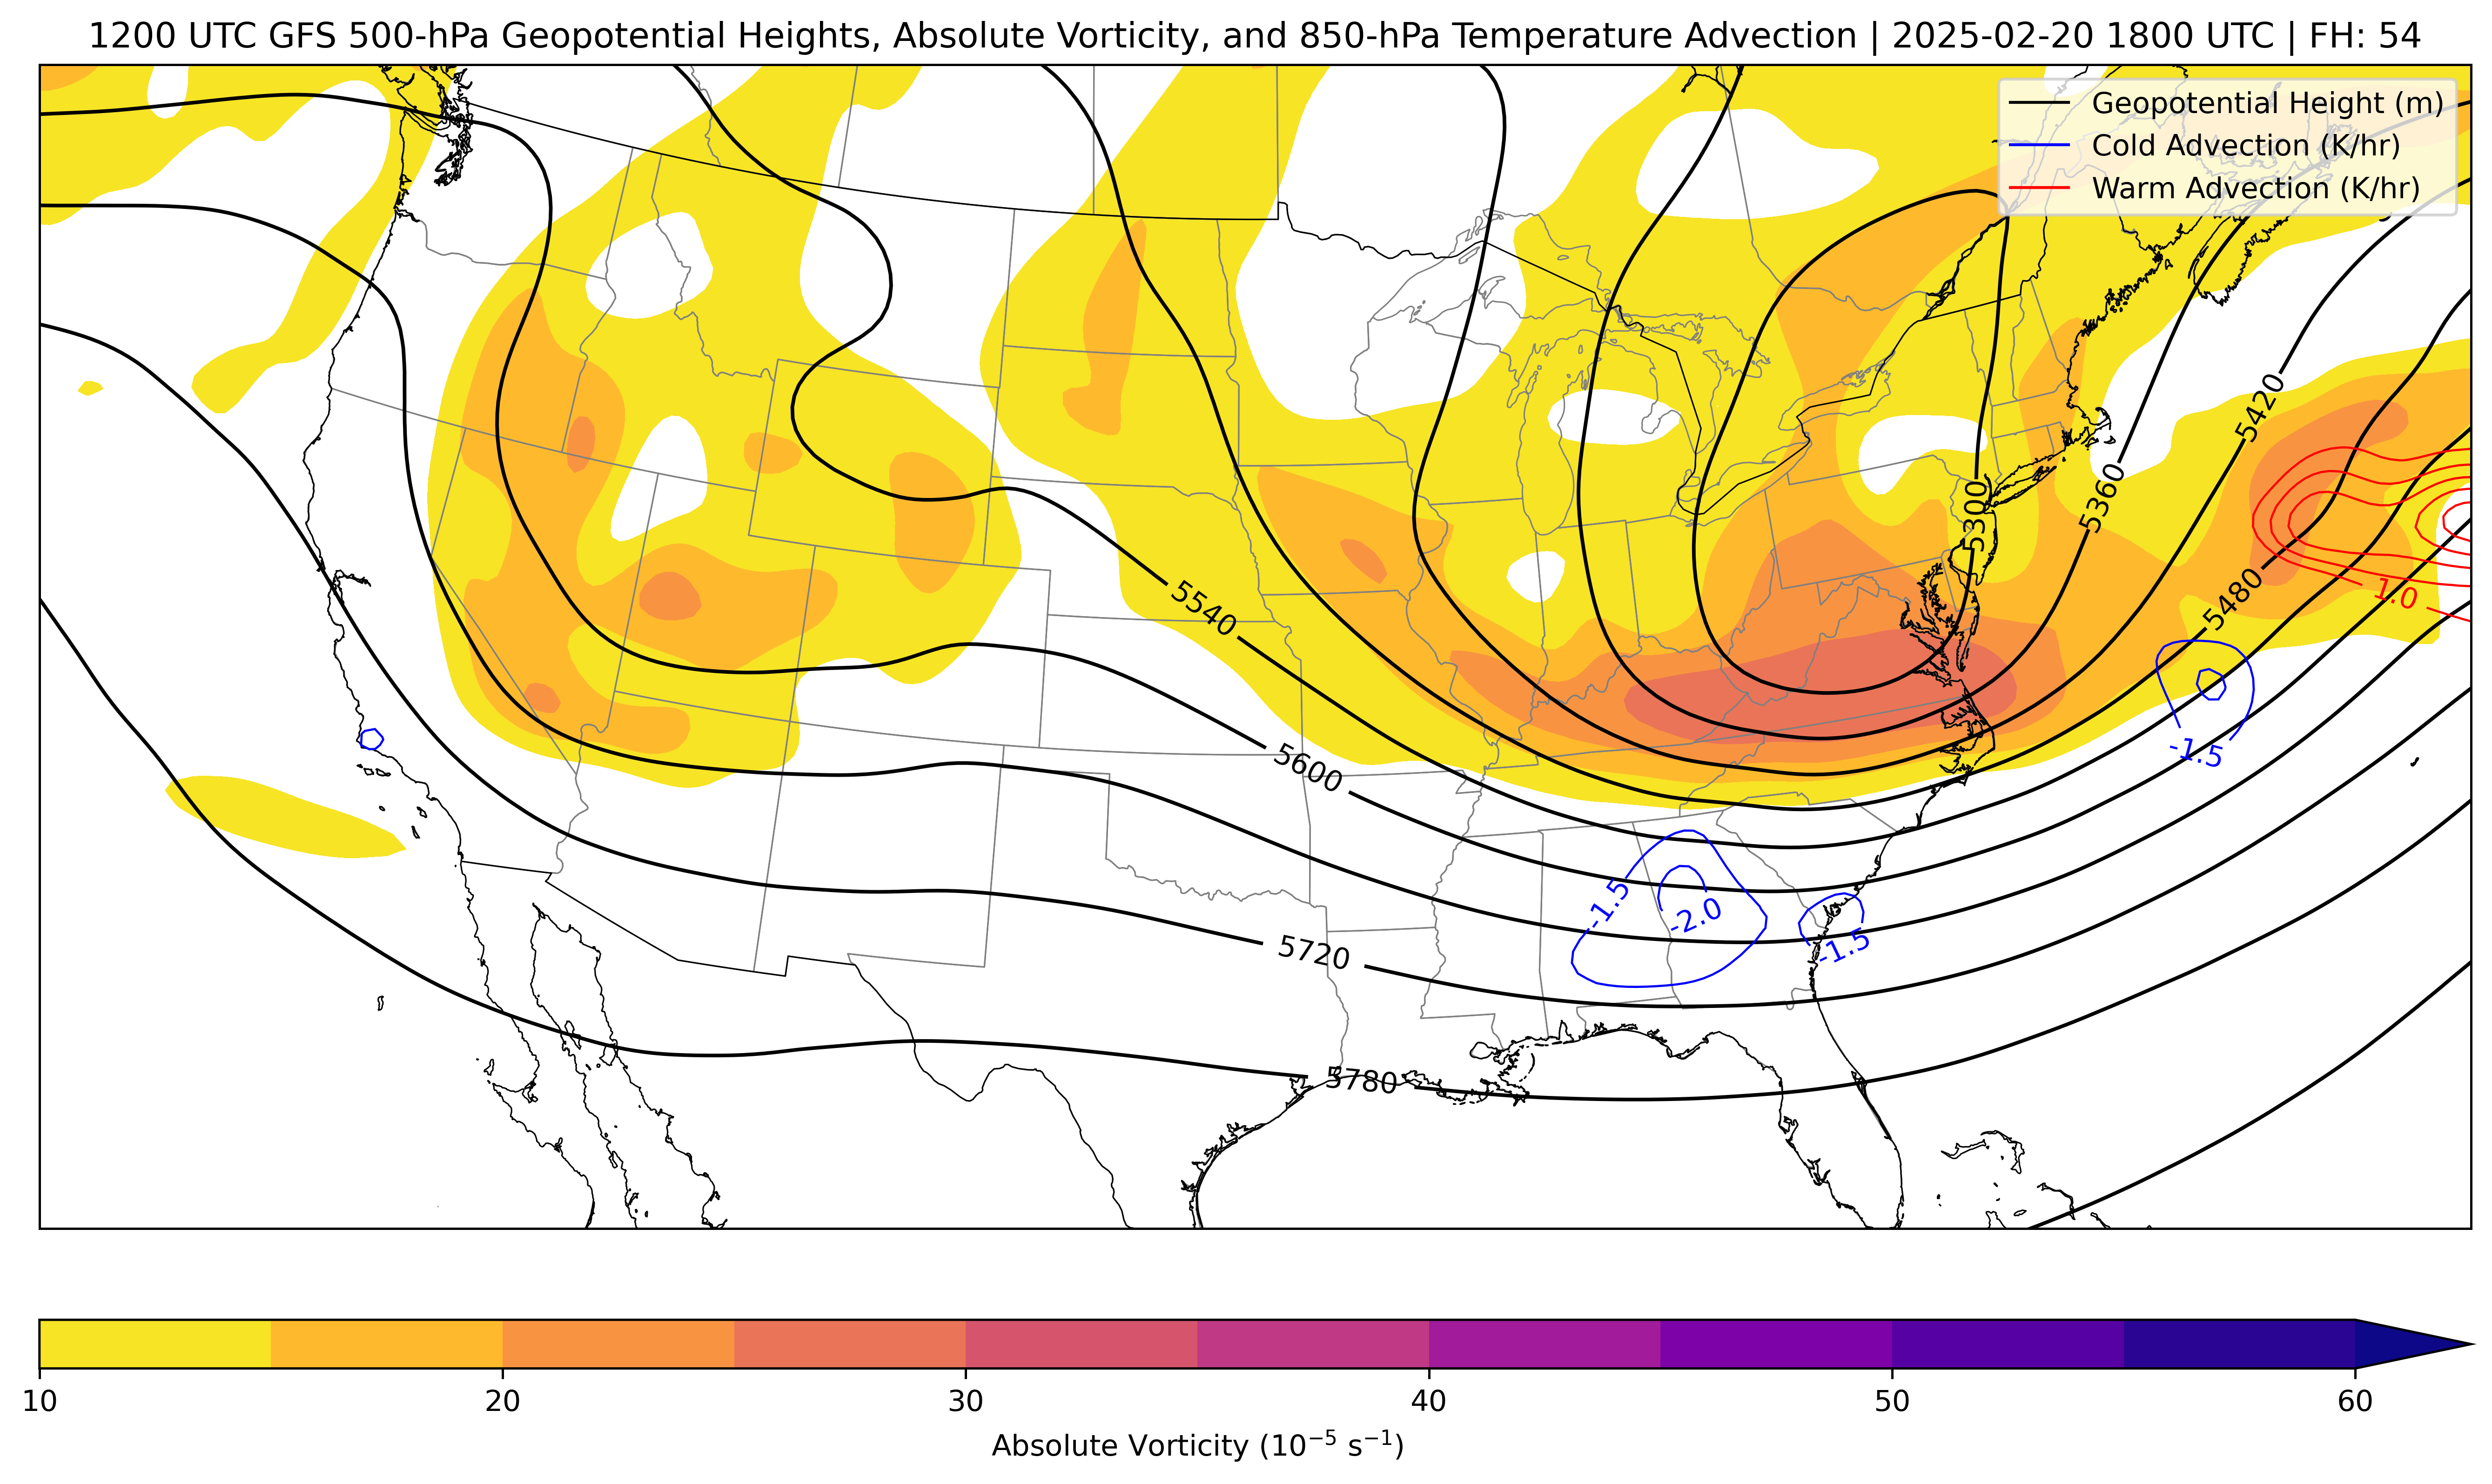 1200 UTC GFS 500-hPa Geopotential Heights, Absolute Vorticity, and 850-hPa Temperature Advection | 2025-02-20 1800 UTC | FH: 54
Geopotential Height (m)
Cold Advection (K/hr)
Warm Advection (K/hr)
5420
5300
5360
5540
5480
1.0
-1.5
5600
-1.5
-2.0
-1.5
5720
5780
10 20 30 40 50 60
Absolute Vorticity (10⁻⁵ s⁻¹)